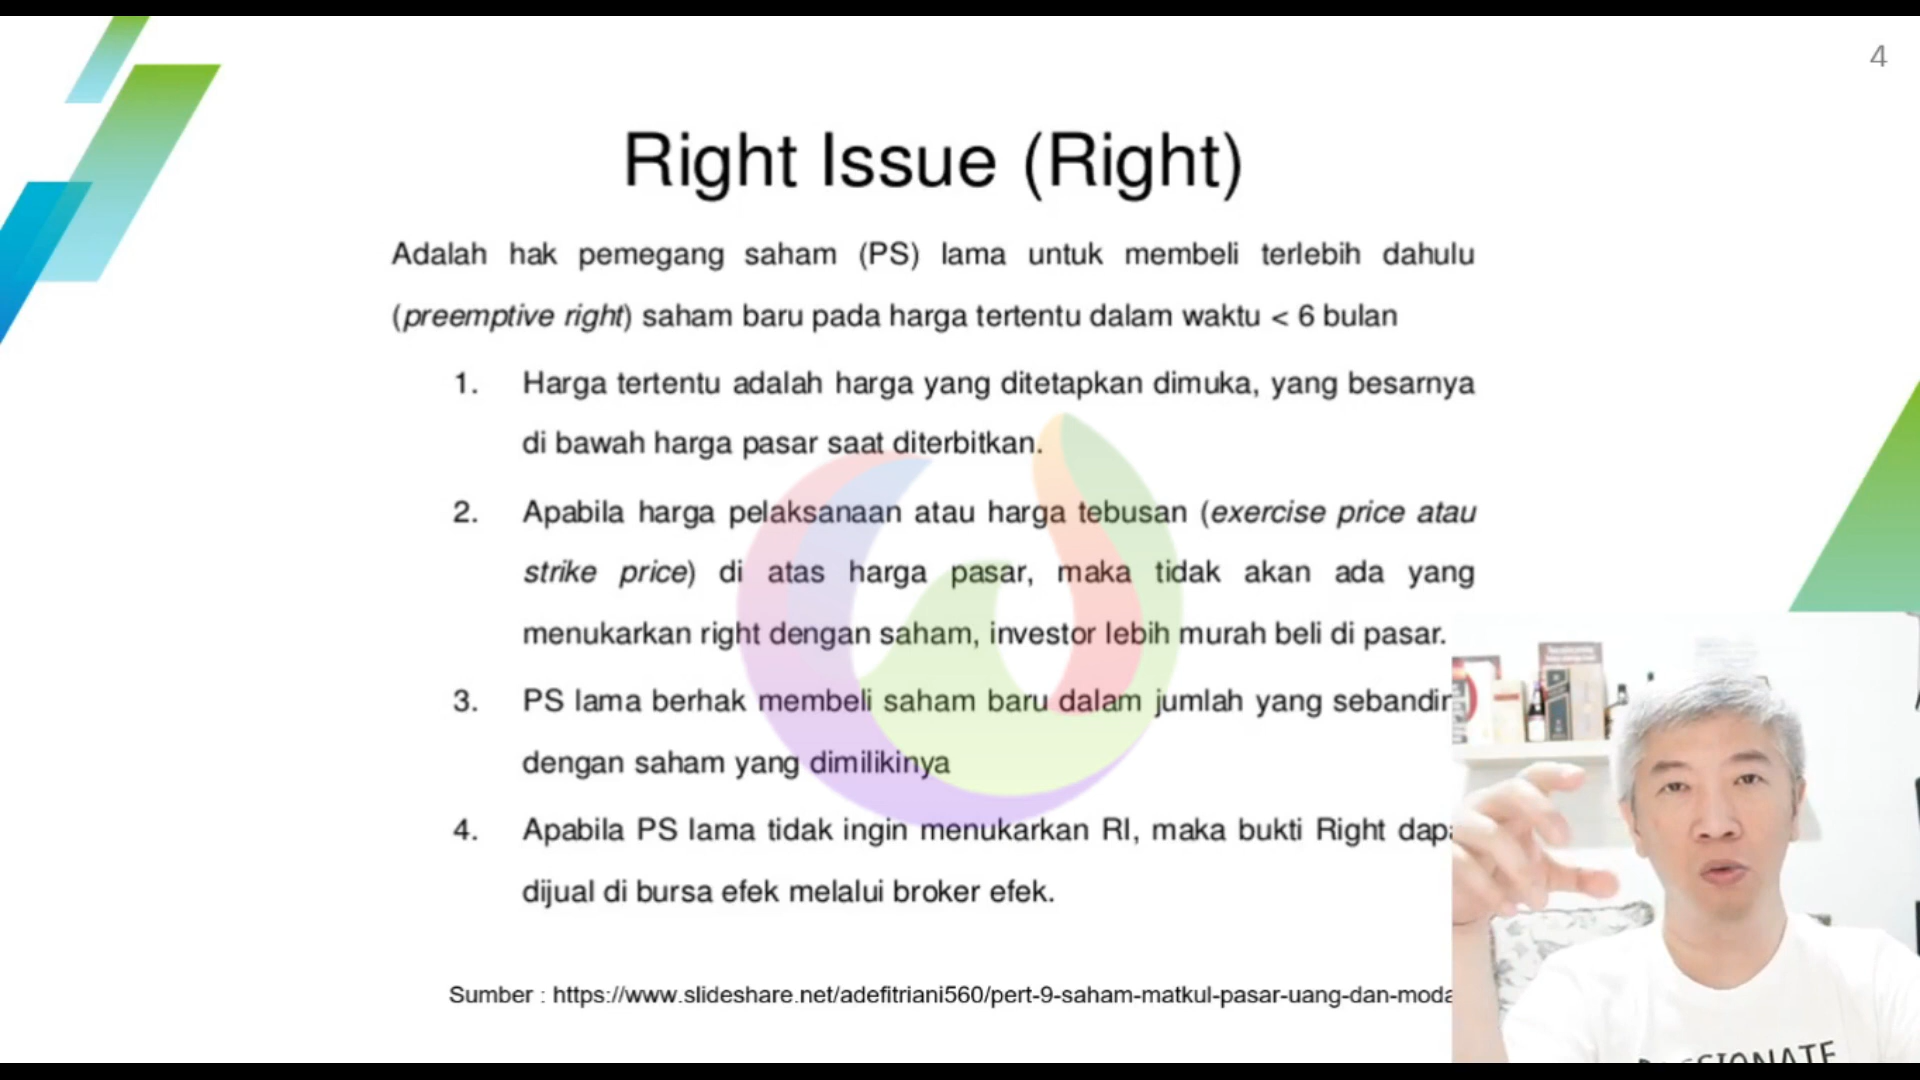 4
Right Issue (Right)
Adalah hak pemegang saham (PS) lama untuk membeli terlebih dahulu
(preemptive right) saham baru pada harga tertentu dalam waktu < 6 bulan
1. Harga tertentu adalah harga yang ditetapkan dimuka, yang besarnya
di bawah harga pasar saat diterbitkan.
2. Apabila harga pelaksanaan atau harga tebusan (exercise price atau
strike price) di atas harga pasar, maka tidak akan ada yang
menukarkan right dengan saham, investor lebih murah beli di pasar.
3. PS lama berhak membeli saham baru dalam jumlah yang sebandin
dengan saham yang dimilikinya
4. Apabila PS lama tidak ingin menukarkan RI, maka bukti Right dap
dijual di bursa efek melalui broker efek.
Sumber : https://www.slideshare.net/adefitriani560/pert-9-saham-matkul-pasar-uang-dan-moda